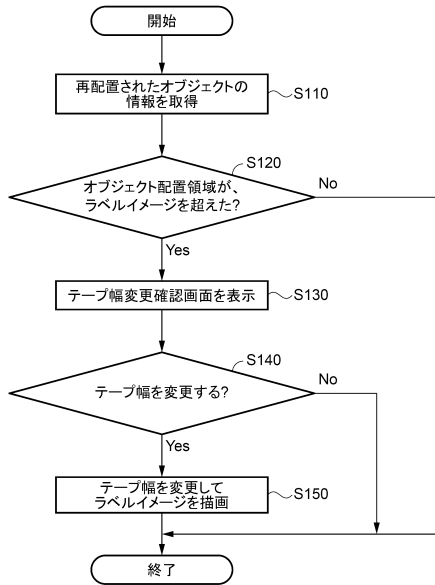 開始
再配置されたオブジェクトの
情報を取得
S110
S120
オブジェクト配置領域が、
ラベルイメージを超えた?
No
Yes
テープ幅変更確認画面を表示
S130
S140
テープ幅を変更する?
No
Yes
テープ幅を変更して
ラベルイメージを描画
S150
終了